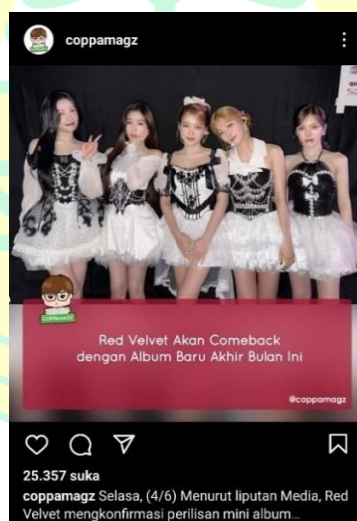 coppamagz
Red Velvet Akan Comeback
dengan Album Baru Akhir Bulan Ini
@coppamagz
25.357 suka
coppamagz Selasa, (4/6) Menurut liputan Media, Red
Velvet mengkonfirmasi perilisan mini album...